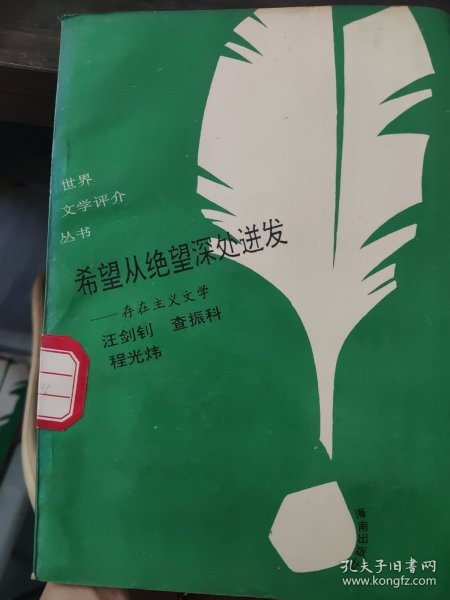 世界
文学评介
丛书
希望从绝望深处迸发
——存在主义文学
汪剑钊 查振科
程光炜
海南出版
孔夫子旧书网
www.kongfz.com